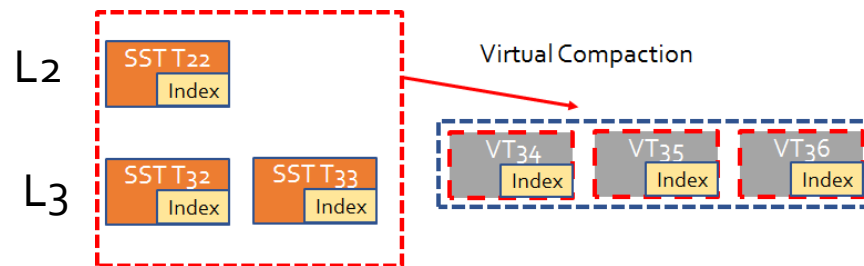 L2
SST T22
Index
Virtual Compaction
VT34
Index
VT35
Index
VT36
Index
L3
SST T32
Index
SST T33
Index